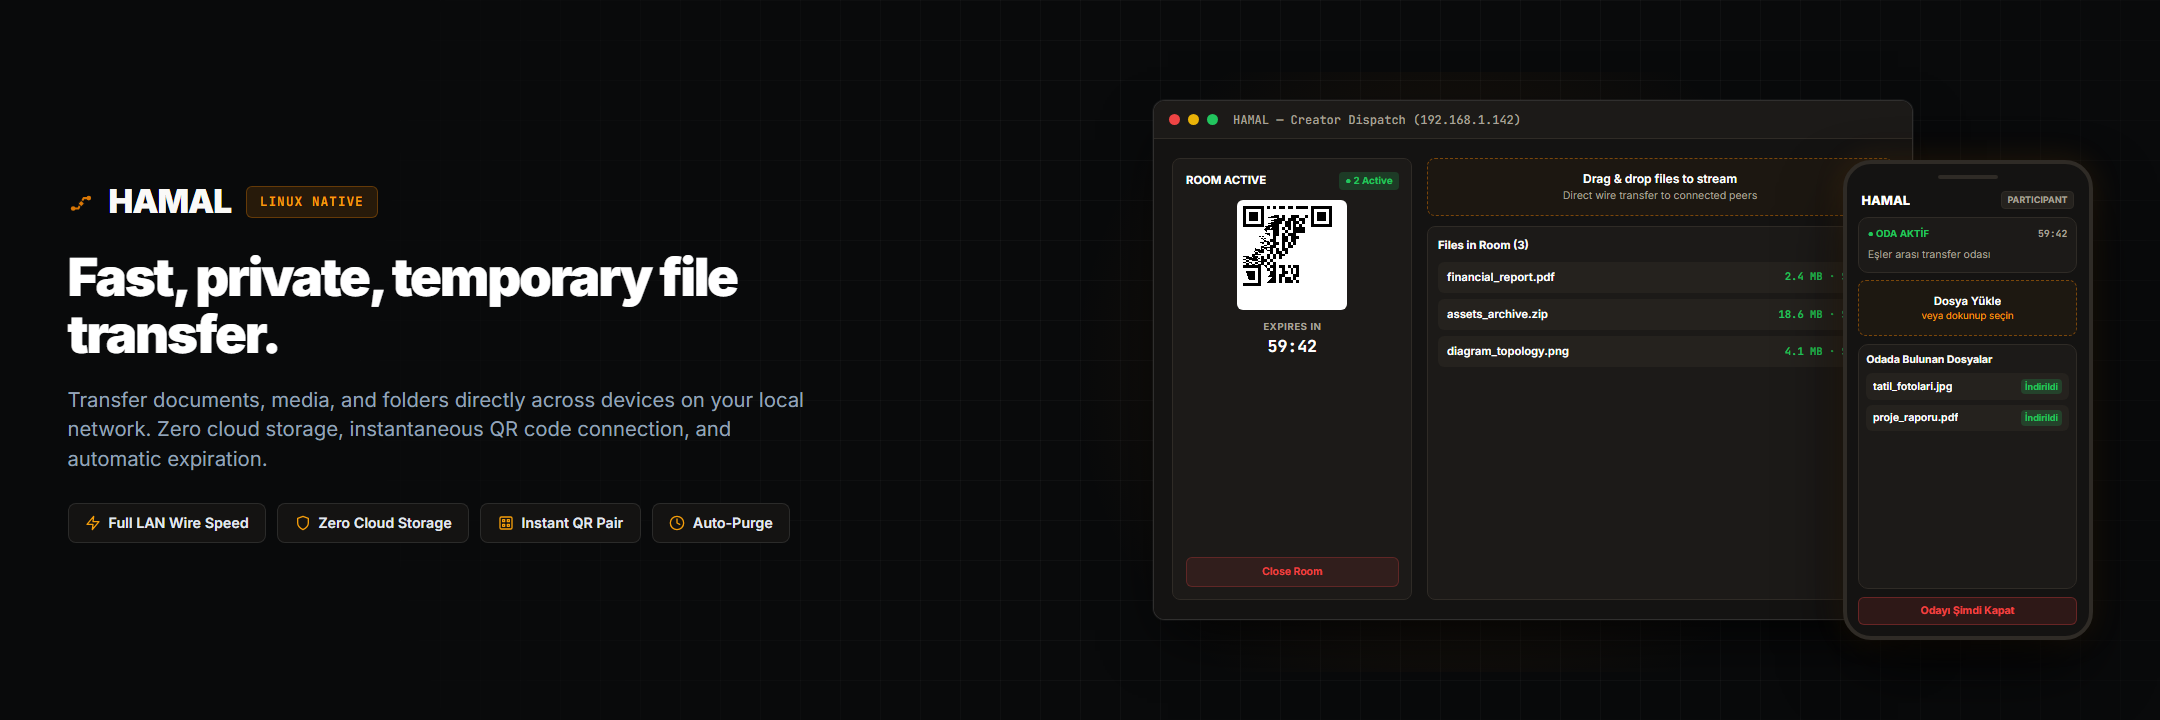 HAMAL
LINUX NATIVE
Fast, private, temporary file
transfer.
Transfer documents, media, and folders directly across devices on your local
network. Zero cloud storage, instantaneous QR code connection, and
automatic expiration.
Full LAN Wire Speed
Zero Cloud Storage
Instant QR Pair
Auto-Purge
HAMAL — Creator Dispatch (192.168.1.142)
ROOM ACTIVE
● 2 Active
EXPIRES IN
59:42
Close Room
Drag & drop files to stream
Direct wire transfer to connected peers
Files in Room (3)
financial_report.pdf
2.4 MB ·
assets_archive.zip
18.6 MB ·
diagram_topology.png
4.1 MB ·
HAMAL
PARTICIPANT
● ODA AKTİF
59:42
Eşler arası transfer odası
Dosya Yükle
veya dokunup seçin
Odada Bulunan Dosyalar
tatil_fotolari.jpg
İndirildi
proje_raporu.pdf
İndirildi
Odayı Şimdi Kapat